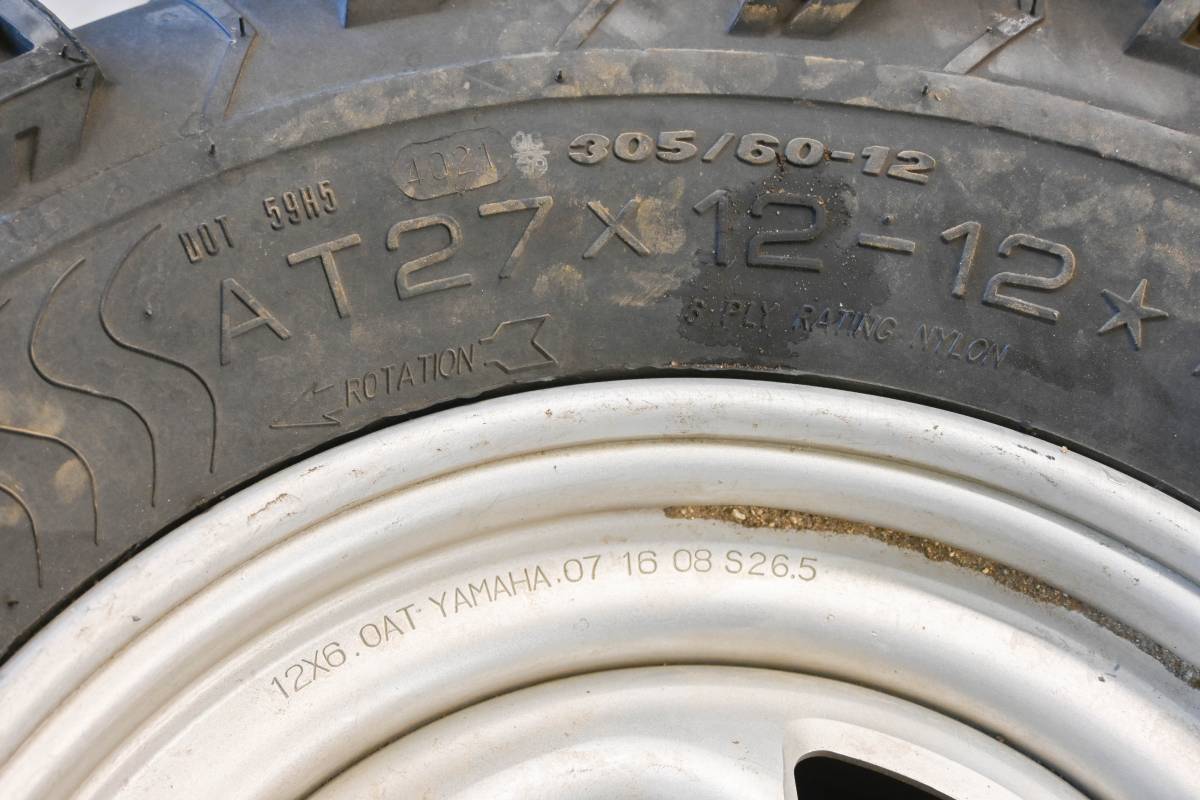 4021
305/60-12
DOT 59H5
AT27x12-12
6 PLY RATING NYLON
ROTATION
12X6.0AT YAMAHA.07 16 08 S26.5